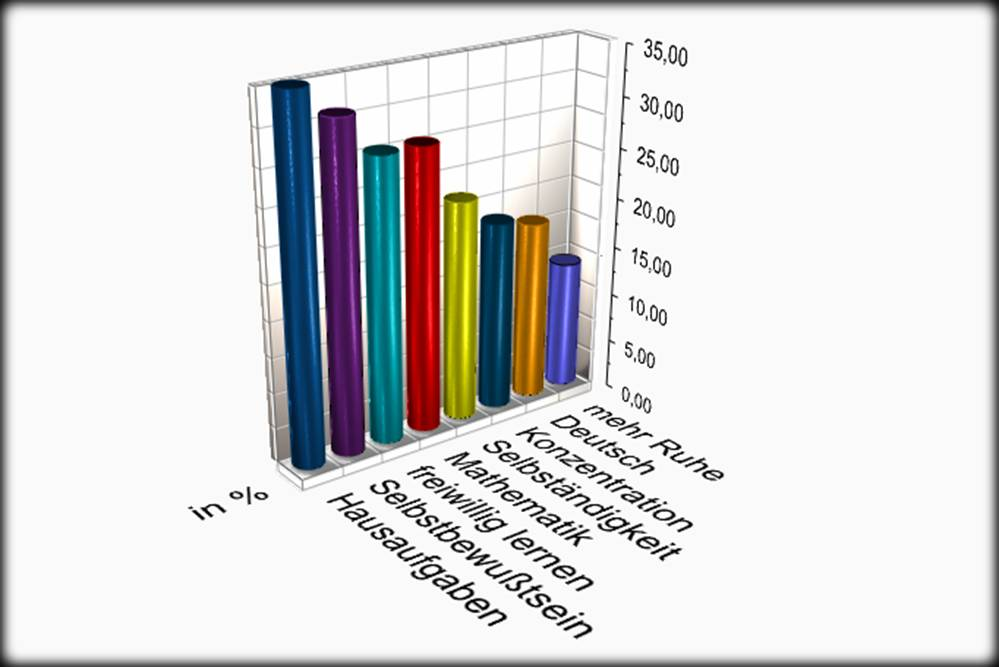 35,00
30,00
25,00
20,00
15,00
10,00
5,00
0,00
mehr Ruhe
Deutsch
Konzentration
Selbständigkeit
Mathematik
freiwillig lernen
Selbstbewußtsein
Hausaufgaben
in %